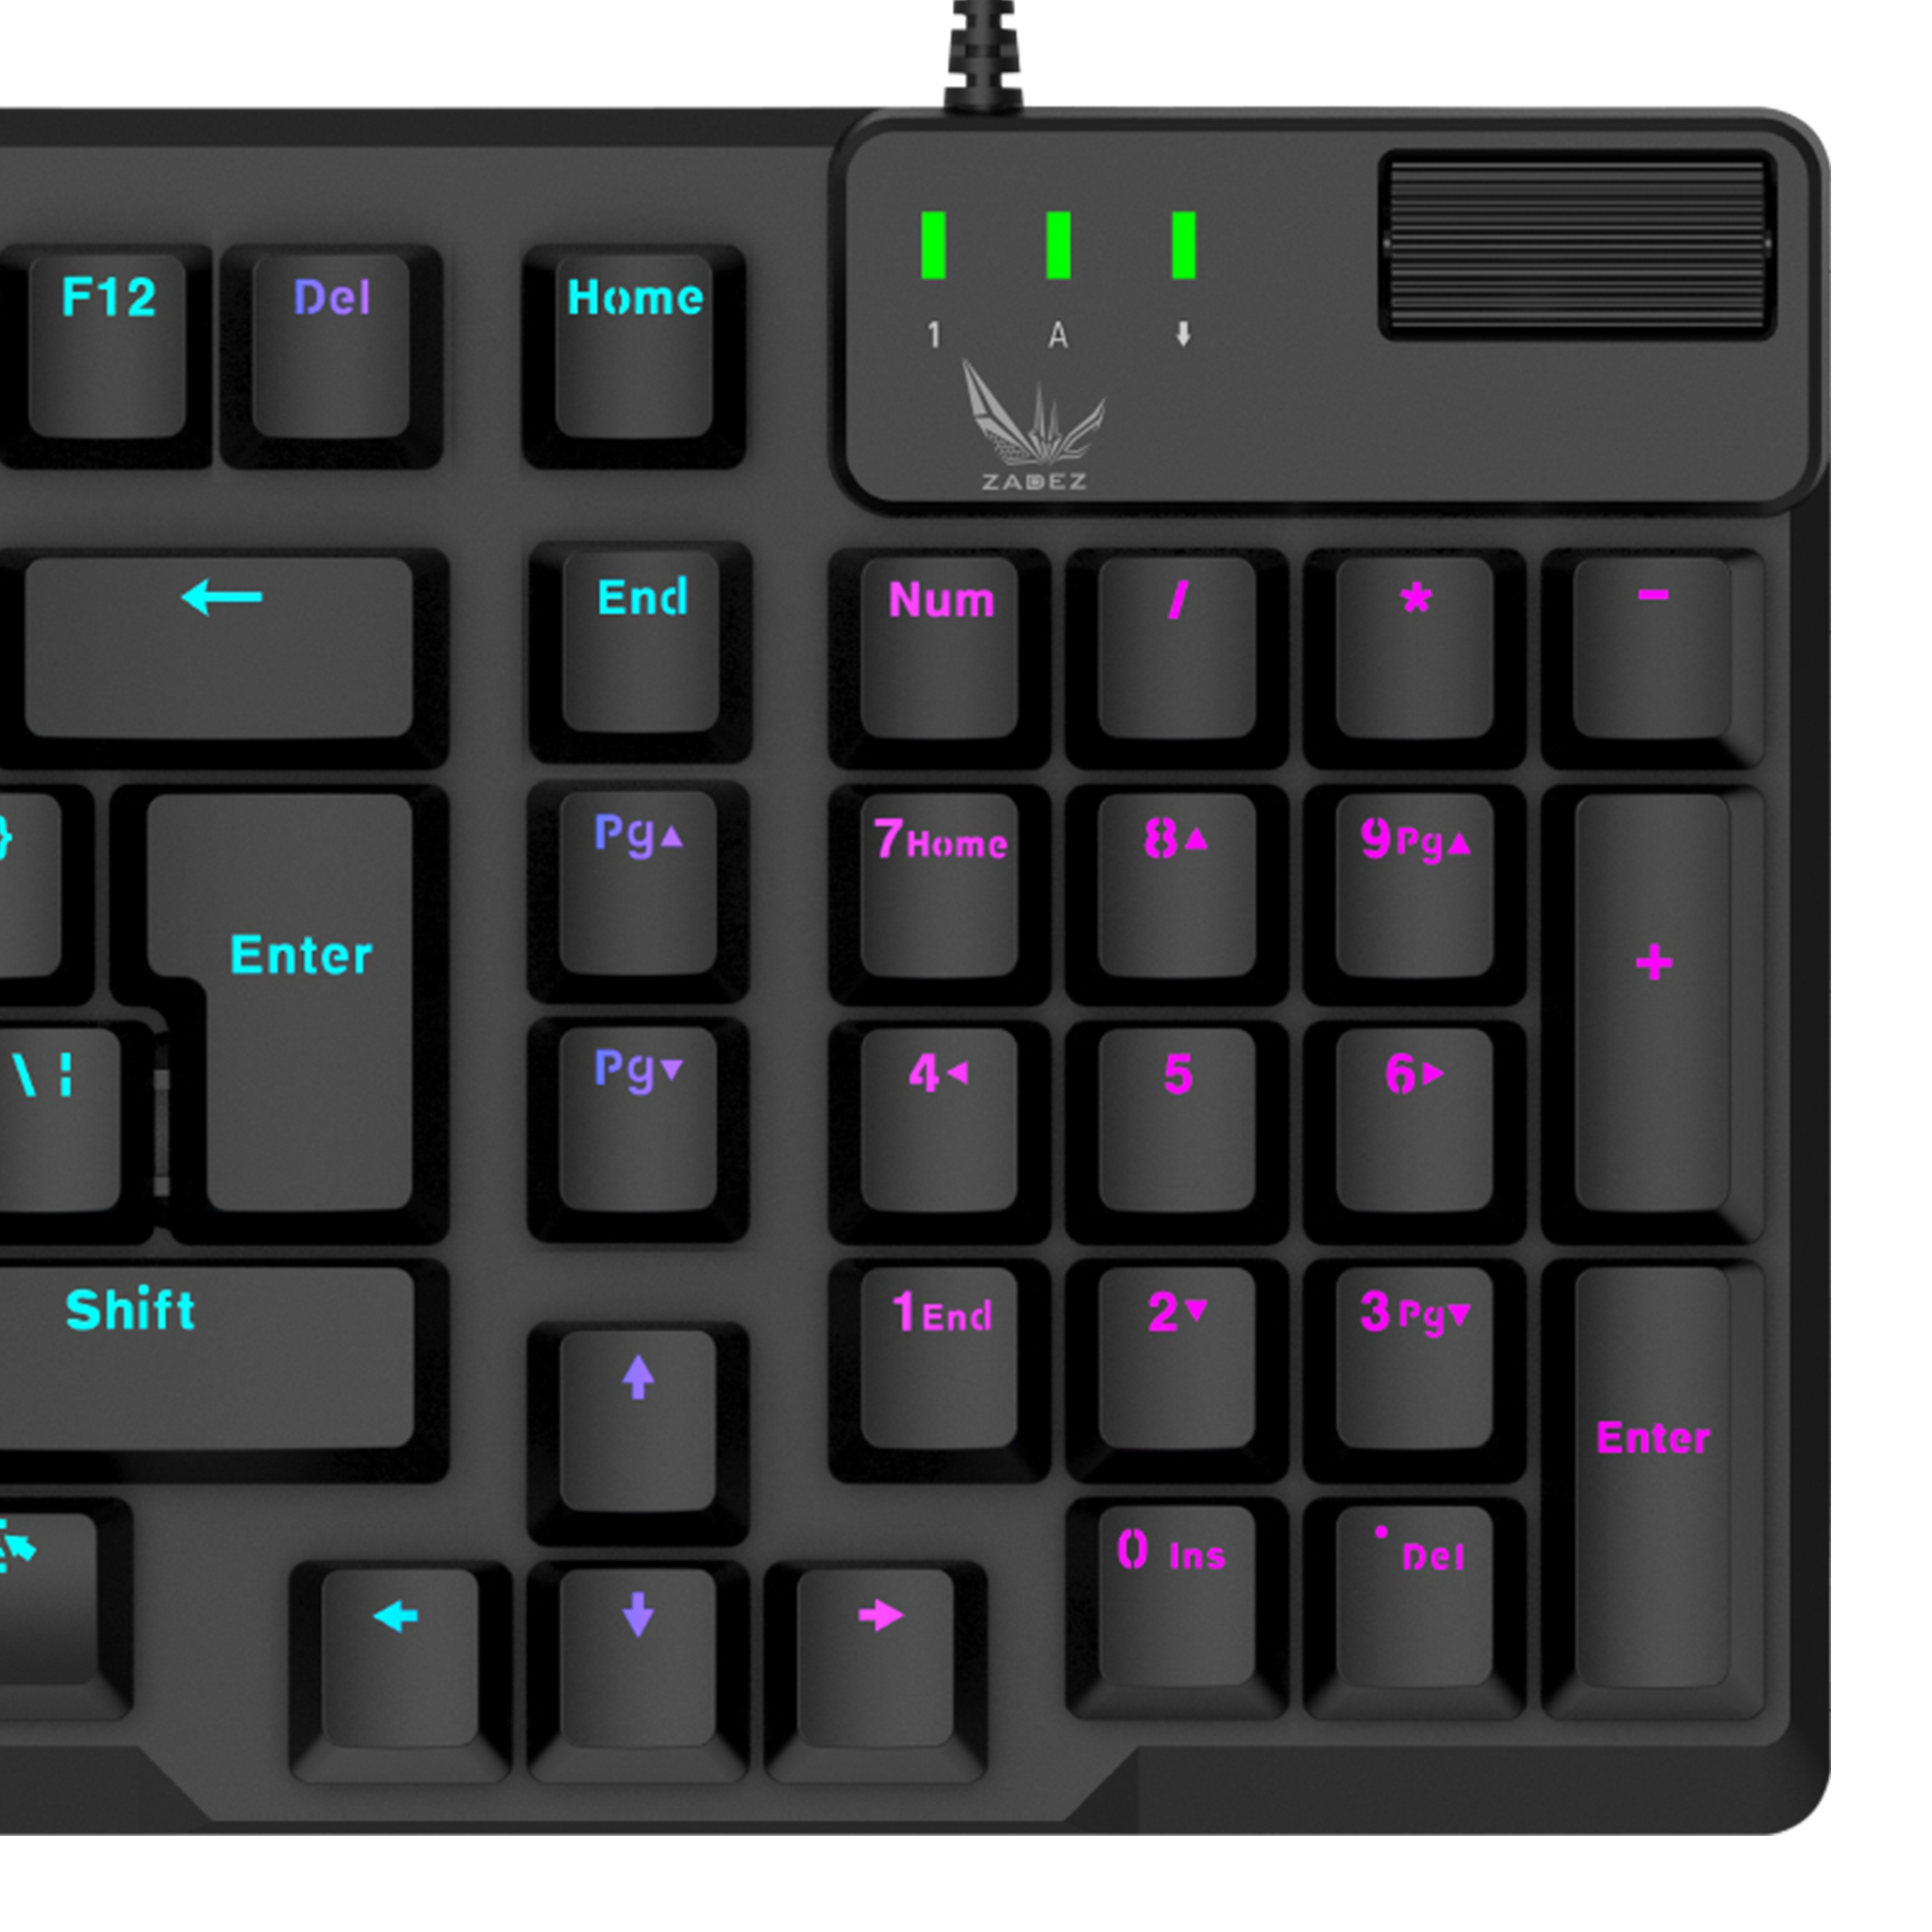 F12 Del Home
1 A ⬇
ZADEZ
← End Num / * -
} Enter Pg▲ 7Home 8▲ 9Pg▲ +
\ ¦ Pg▼ 4◀ 5 6▶
Shift ⬆ 1End 2▼ 3Pg▼ Enter
⬅ ⬇ ➡ 0 Ins . Del